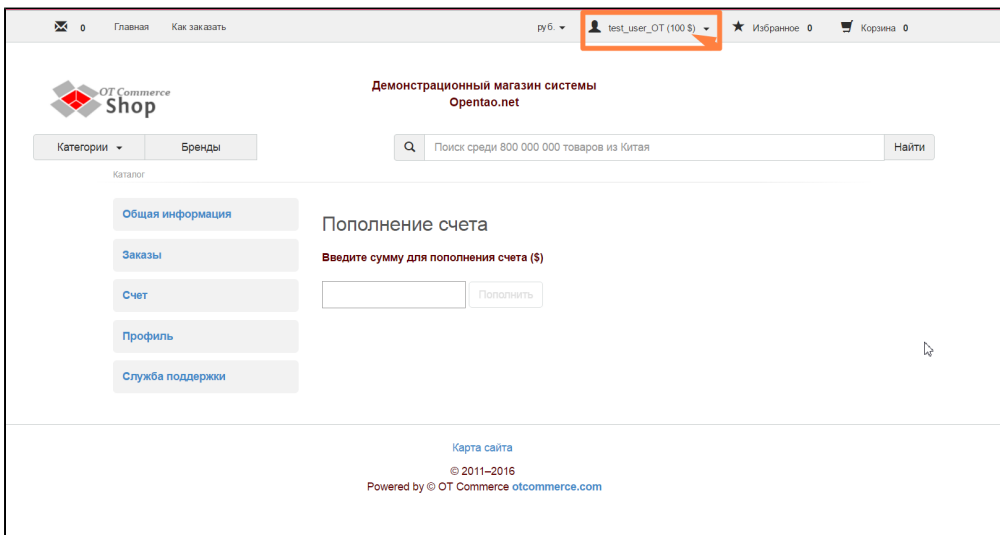 0 Главная Как заказать руб. test_user_OT (100 $) Избранное 0 Корзина 0
OT Commerce
Shop
Демонстрационный магазин системы
Opentao.net
Категории Бренды Поиск среди 800 000 000 товаров из Китая Найти
Каталог
Общая информация
Заказы
Счет
Профиль
Служба поддержки
Пополнение счета
Введите сумму для пополнения счета ($)
Пополнить
Карта сайта
© 2011–2016
Powered by © OT Commerce otcommerce.com